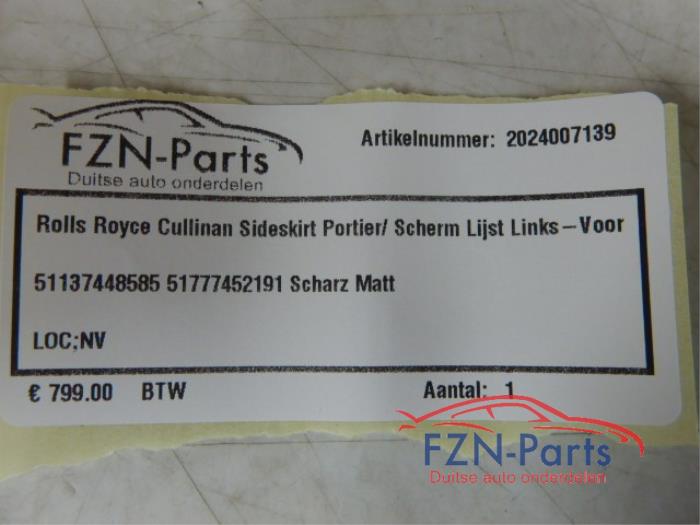 FZN-Parts
Duitse auto onderdelen
Artikelnummer: 2024007139
Rolls Royce Cullinan Sideskirt Portier/ Scherm Lijst Links-Voor
51137448585 51777452191 Scharz Matt
LOC;NV
€ 799.00 BTW Aantal: 1
FZN-Parts
Duitse auto onderdelen